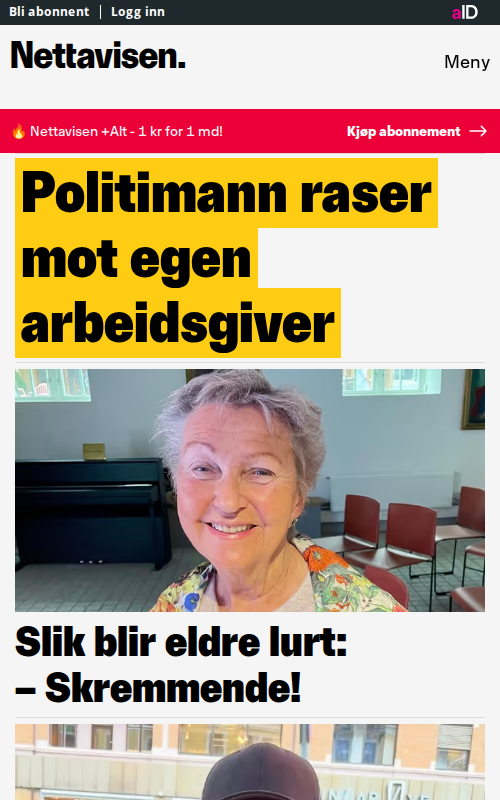 Bli abonnent | Logg inn
aID
Nettavisen.
Meny
🔥 Nettavisen +Alt - 1 kr for 1 md!
Kjøp abonnement →
Politimann raser
mot egen
arbeidsgiver
Slik blir eldre lurt:
– Skremmende!